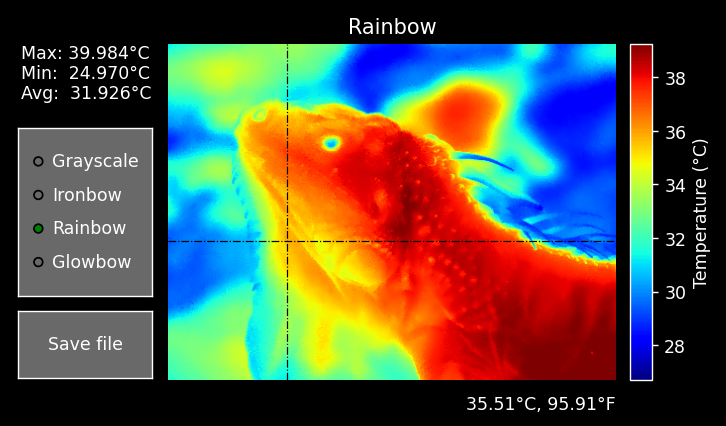 Rainbow
Max: 39.984°C
Min: 24.970°C
Avg: 31.926°C
Grayscale
Ironbow
Rainbow
Glowbow
Save file
38
36
34
32
30
28
Temperature (°C)
35.51°C, 95.91°F